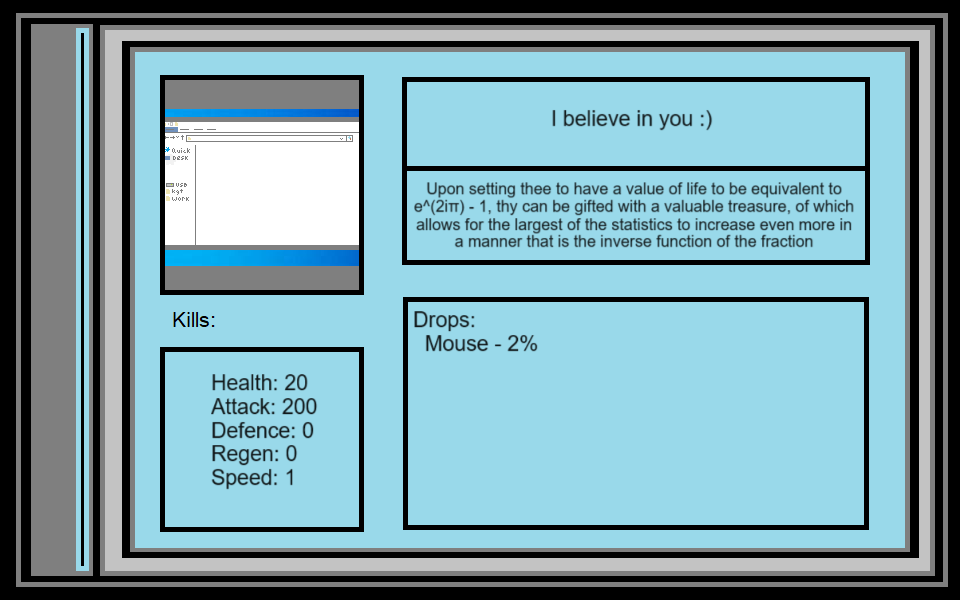 I believe in you :)
Upon setting thee to have a value of life to be equivalent to
e^(2iπ) - 1, thy can be gifted with a valuable treasure, of which
allows for the largest of the statistics to increase even more in
a manner that is the inverse function of the fraction
Quick
Desk
USB
kgt
work
Kills:
Drops:
Mouse - 2%
Health: 20
Attack: 200
Defence: 0
Regen: 0
Speed: 1